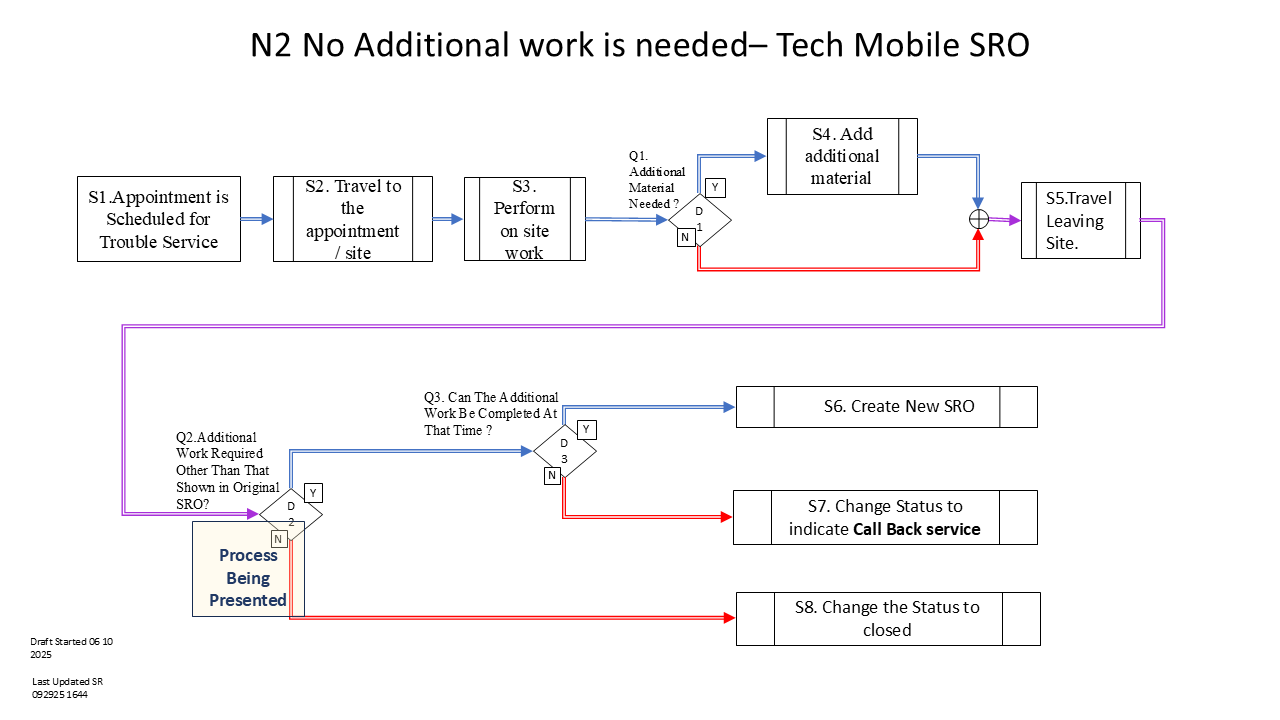 N2 No Additional work is needed– Tech Mobile SRO
S1.Appointment is
Scheduled for
Trouble Service
S2. Travel to
the
appointment
/ site
S3.
Perform
on site
work
Q1.
Additional
Material
Needed ?
D
1
Y
N
S4. Add
additional
material
S5.Travel
Leaving
Site.
Q2.Additional
Work Required
Other Than That
Shown in Original
SRO?
D
2
Y
N
Process
Being
Presented
Q3. Can The Additional
Work Be Completed At
That Time ?
D
3
Y
N
S6. Create New SRO
S7. Change Status to
indicate Call Back service
S8. Change the Status to
closed
Draft Started 06 10
2025
Last Updated SR
092925 1644